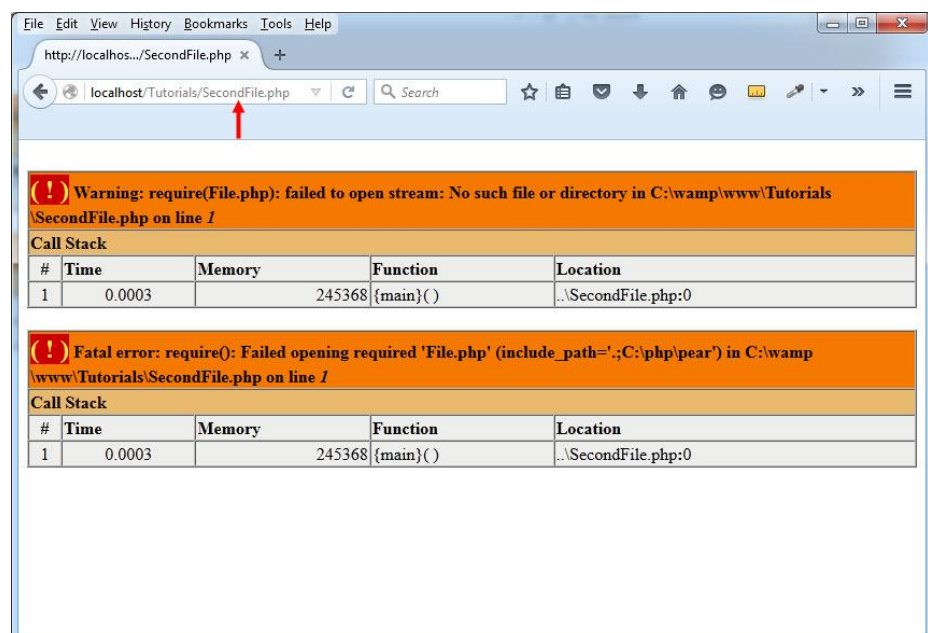 File Edit View History Bookmarks Tools Help
http://localhos.../SecondFile.php × +
localhost/Tutorials/SecondFile.php Search
(!) Warning: require(File.php): failed to open stream: No such file or directory in C:\wamp\www\Tutorials
\SecondFile.php on line 1
Call Stack
# Time Memory Function Location
1 0.0003 245368 {main}( ) ..\SecondFile.php:0
(!) Fatal error: require(): Failed opening required 'File.php' (include_path='.;C:\php\pear') in C:\wamp
\www\Tutorials\SecondFile.php on line 1
Call Stack
# Time Memory Function Location
1 0.0003 245368 {main}( ) ..\SecondFile.php:0